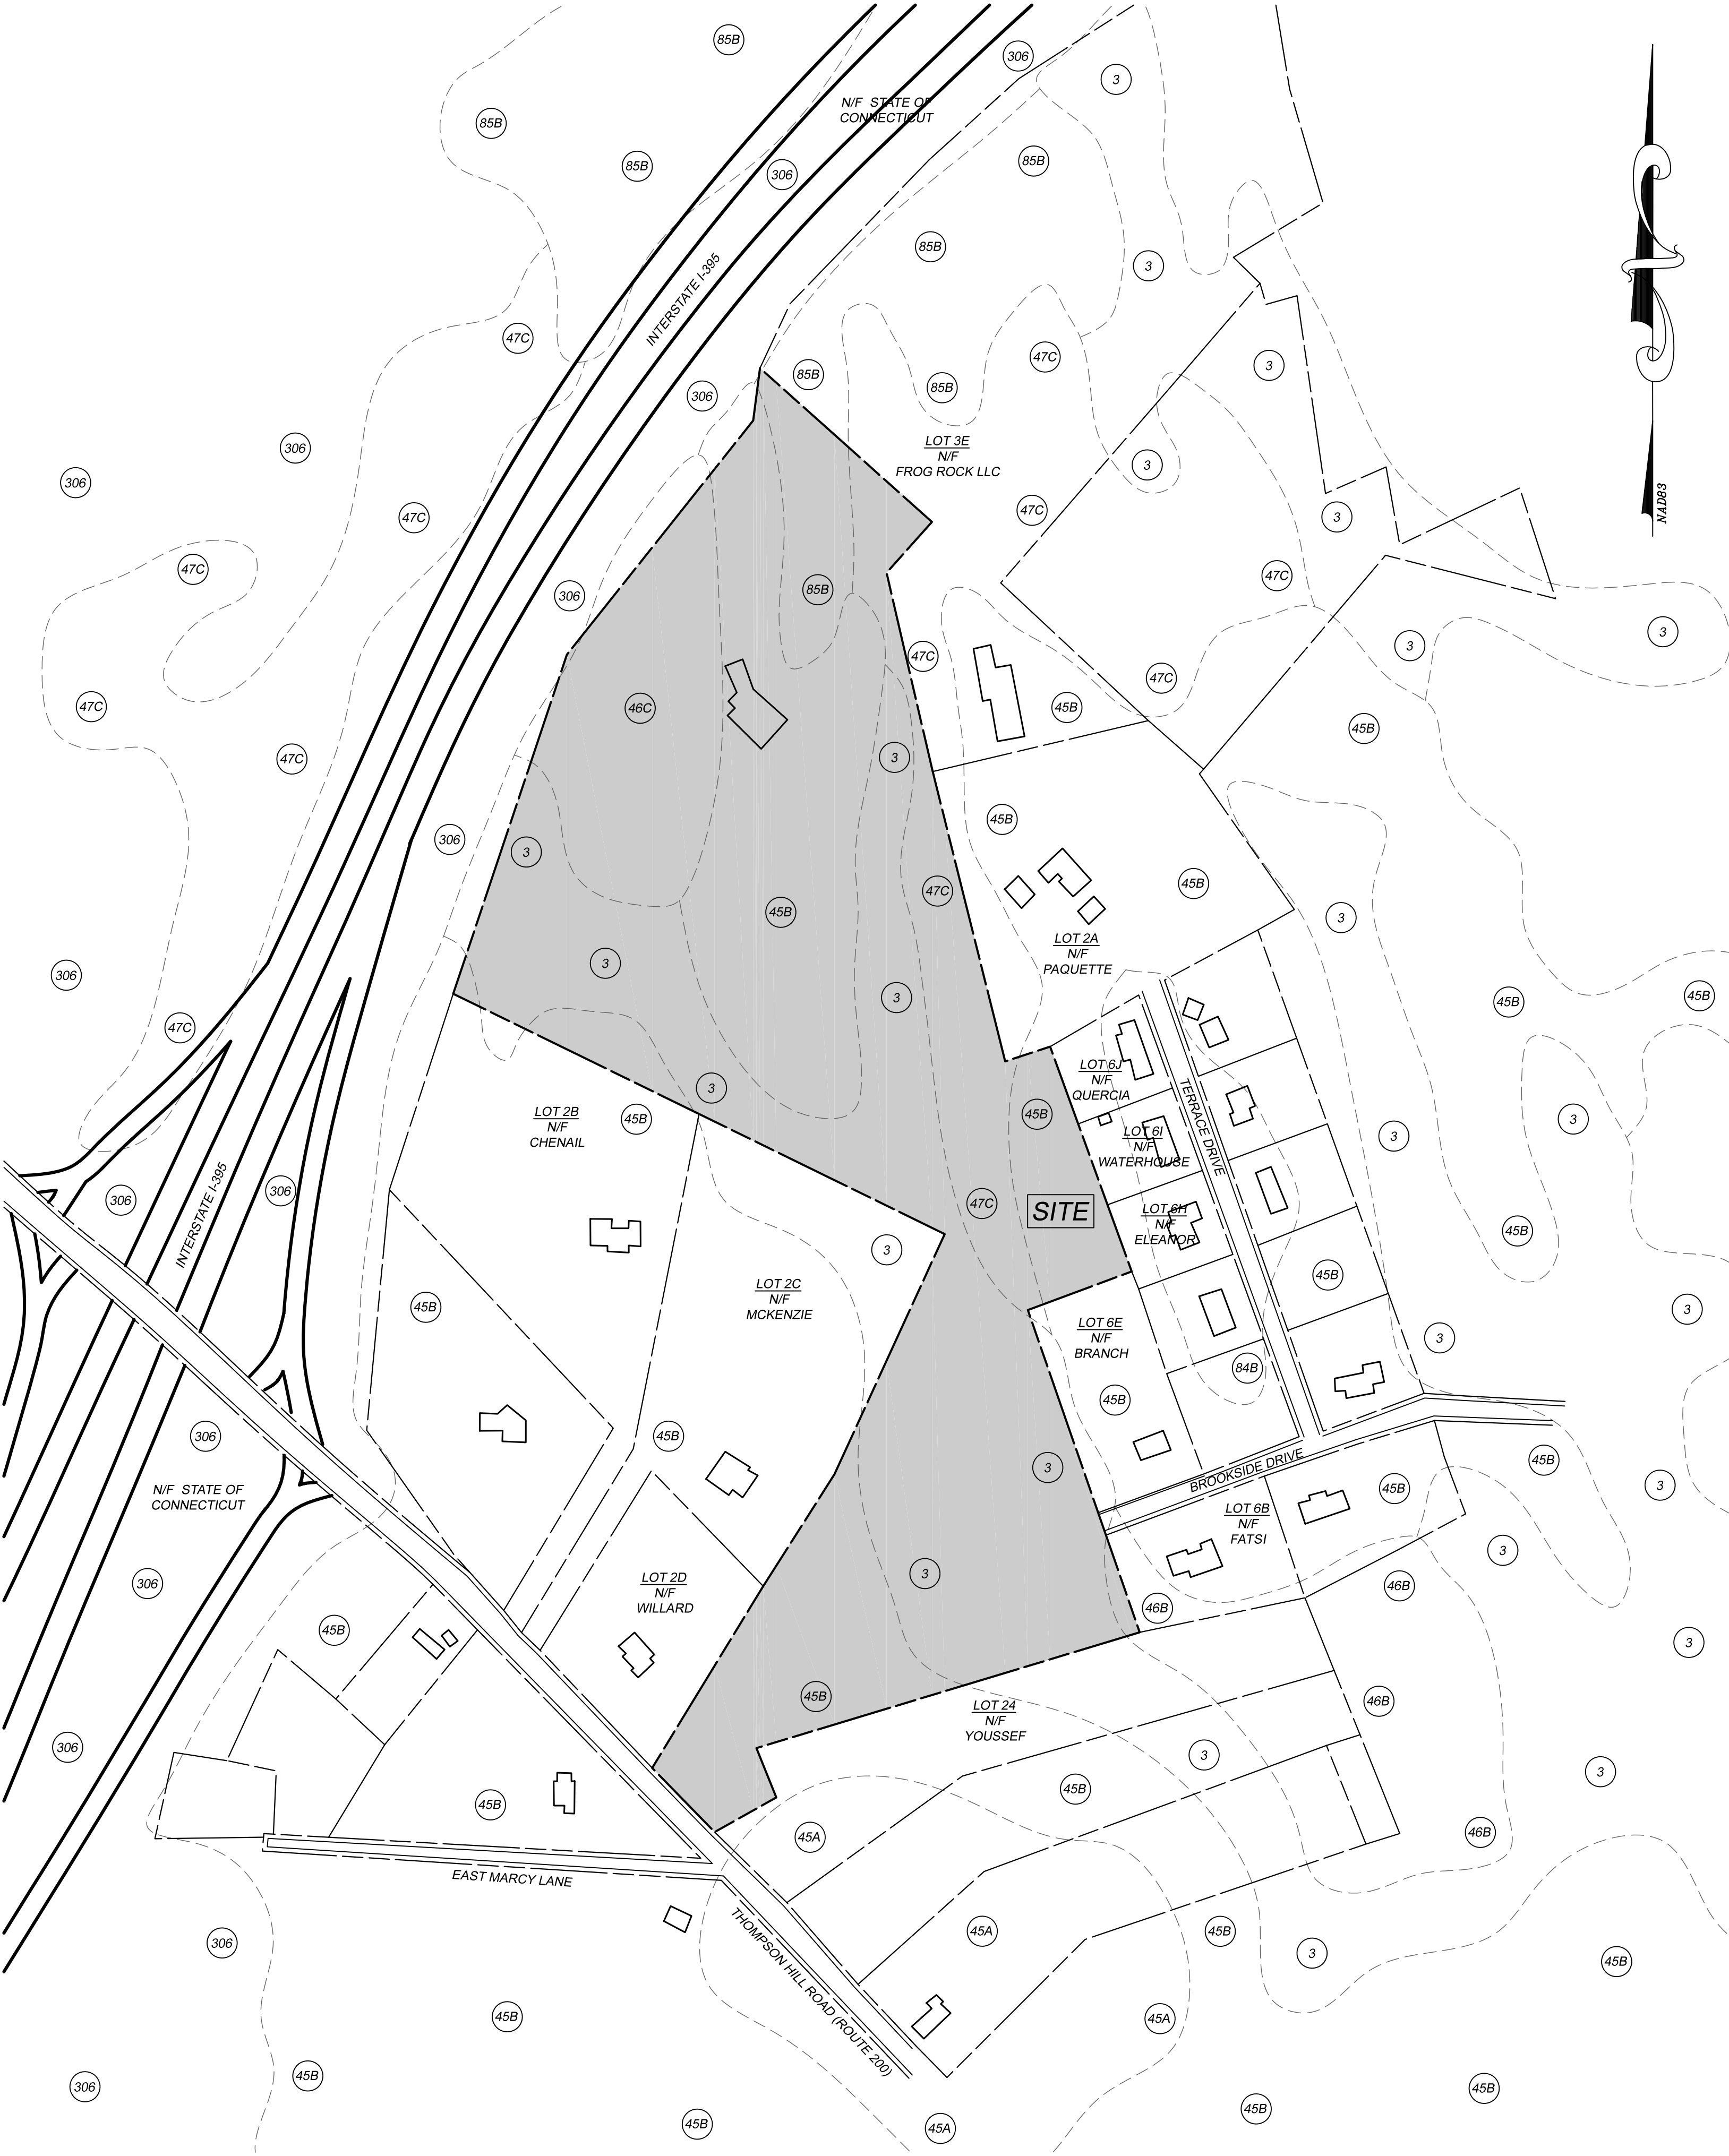 85B
306
3
N/F STATE OF
CONNECTICUT
85B
85B
306
85B
85B
3
INTERSTATE I-395
47C
47C
3
85B
85B
306
LOT 3E
N/F
FROG ROCK LLC
306
3
306
47C
47C
3
NAD83
47C
47C
85B
306
3
3
47C
47C
46C
47C
45B
45B
47C
3
45B
306
3
45B
47C
45B
3
LOT 2A
N/F
PAQUETTE
306
3
3
45B
45B
47C
LOT 6J
N/F
QUERCIA
3
LOT 2B
N/F
CHENAIL
45B
45B
TERRACE DRIVE
LOT 6I
N/F
WATERHOUSE
3
3
INTERSTATE I-395
306
306
47C
SITE
LOT 6H
N/F
ELEANOR
45B
3
LOT 2C
N/F
MCKENZIE
45B
45B
3
LOT 6E
N/F
BRANCH
3
84B
45B
306
45B
3
BROOKSIDE DRIVE
45B
45B
3
N/F STATE OF
CONNECTICUT
LOT 6B
N/F
FATSI
3
306
LOT 2D
N/F
WILLARD
3
46B
46B
45B
3
45B
46B
LOT 24
N/F
YOUSSEF
306
3
3
45B
45B
45A
46B
EAST MARCY LANE
THOMPSON HILL ROAD (ROUTE 200)
306
45A
45B
3
45B
45B
45A
45B
306
45B
45B
45B
45A